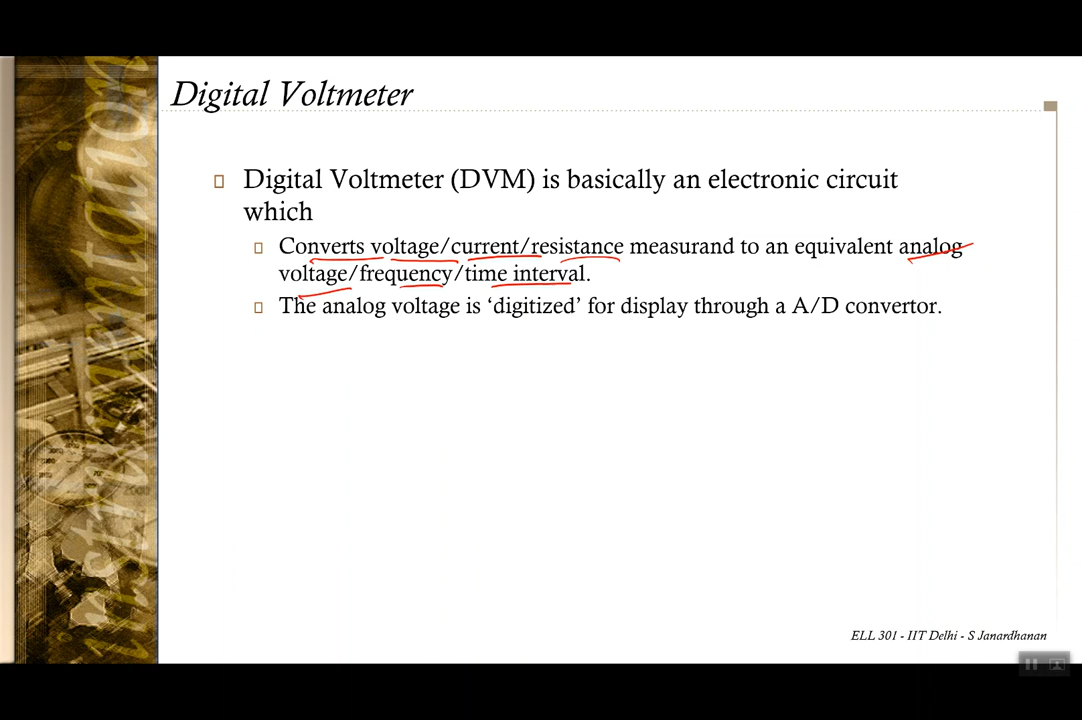 Digital Voltmeter
Digital Voltmeter (DVM) is basically an electronic circuit
which
Converts voltage/current/resistance measurand to an equivalent analog
voltage/frequency/time interval.
The analog voltage is ‘digitized’ for display through a A/D convertor.
instrumentation
ELL 301 - IIT Delhi - S Janardhanan